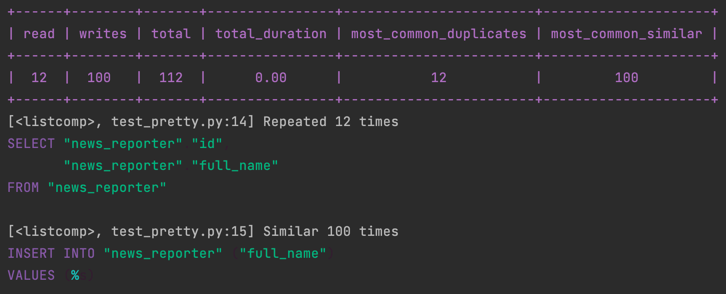 +------+--------+-------+----------------+------------------------+---------------------+
| read | writes | total | total_duration | most_common_duplicates | most_common_similar |
+------+--------+-------+----------------+------------------------+---------------------+
| 12 | 100 | 112 | 0.00 | 12 | 100 |
+------+--------+-------+----------------+------------------------+---------------------+
[<listcomp>, test_pretty.py:14] Repeated 12 times
SELECT "news_reporter" "id"
"news_reporter" "full_name"
FROM "news_reporter"
[<listcomp>, test_pretty.py:15] Similar 100 times
INSERT INTO "news_reporter" ("full_name"
VALUES %